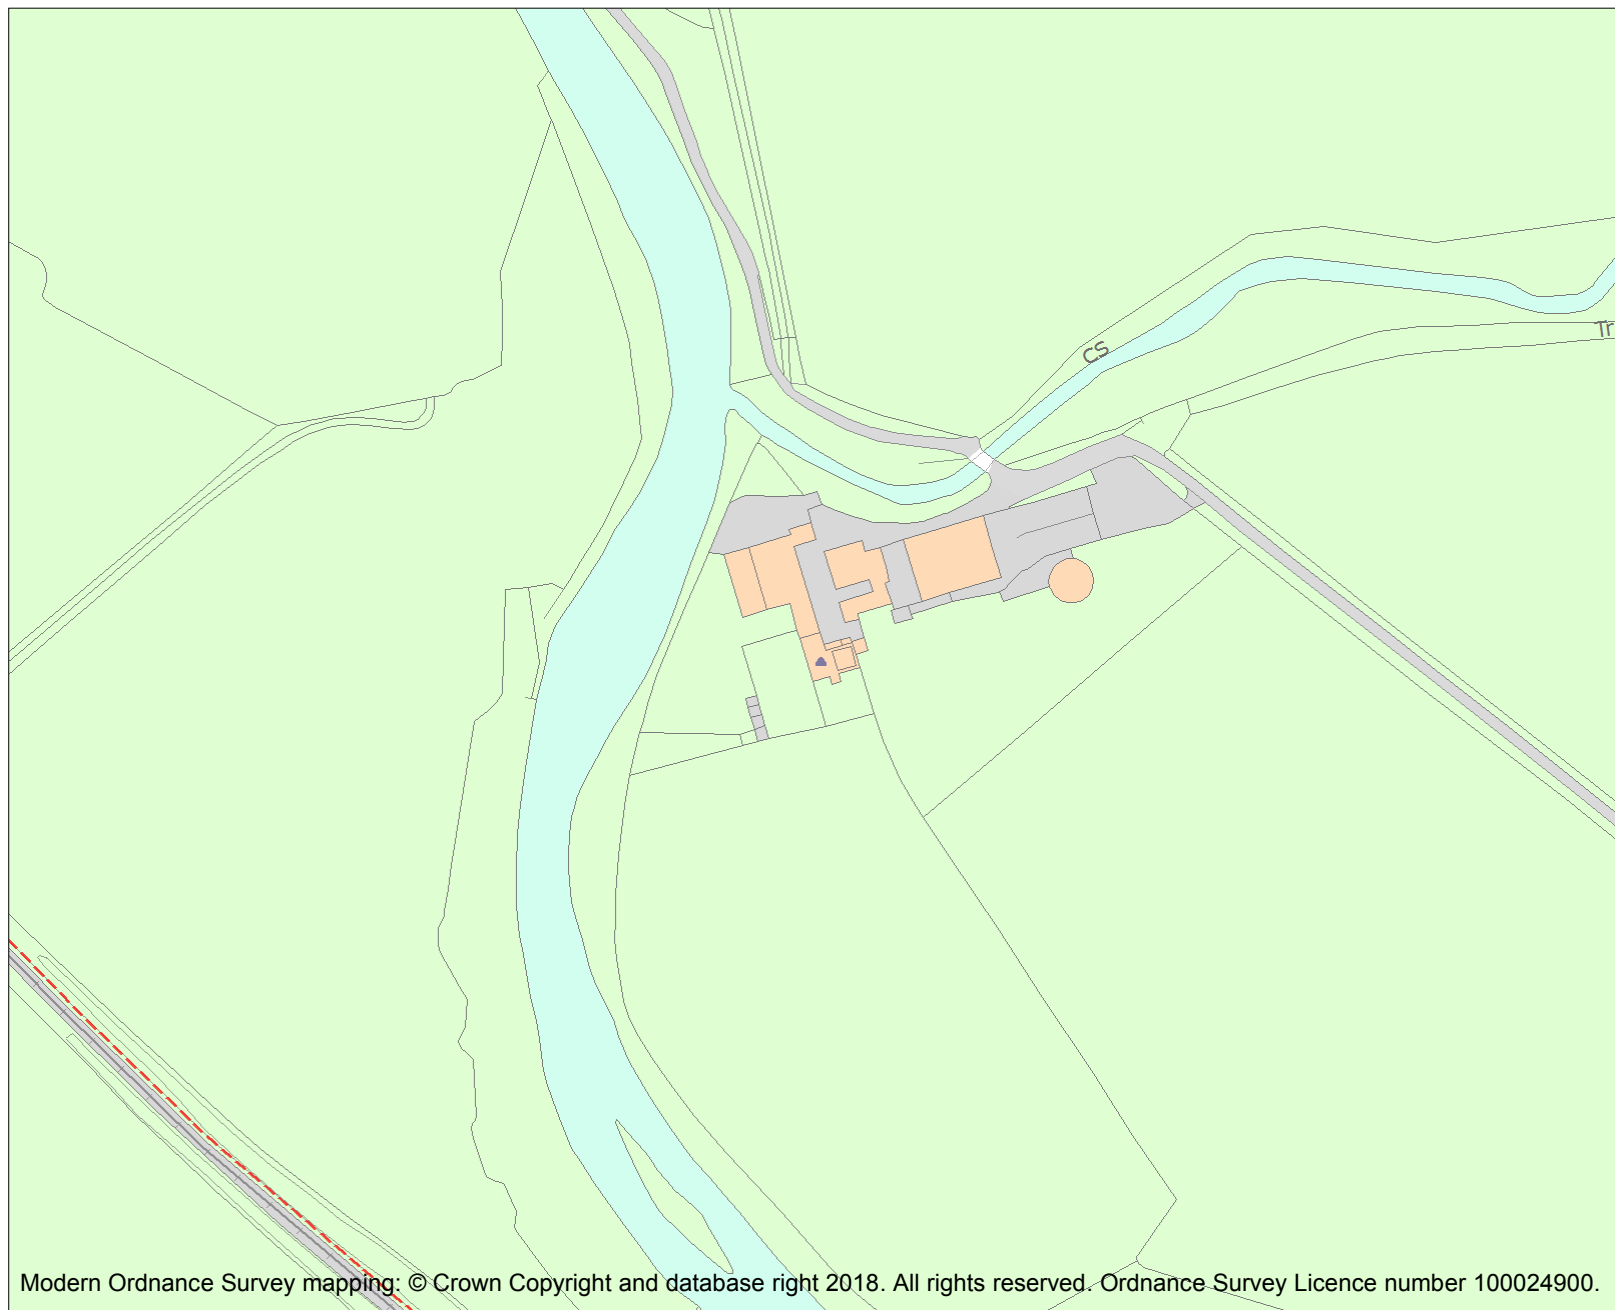 Tr
CS
Modern Ordnance Survey mapping: © Crown Copyright and database right 2018. All rights reserved. Ordnance Survey Licence number 100024900.